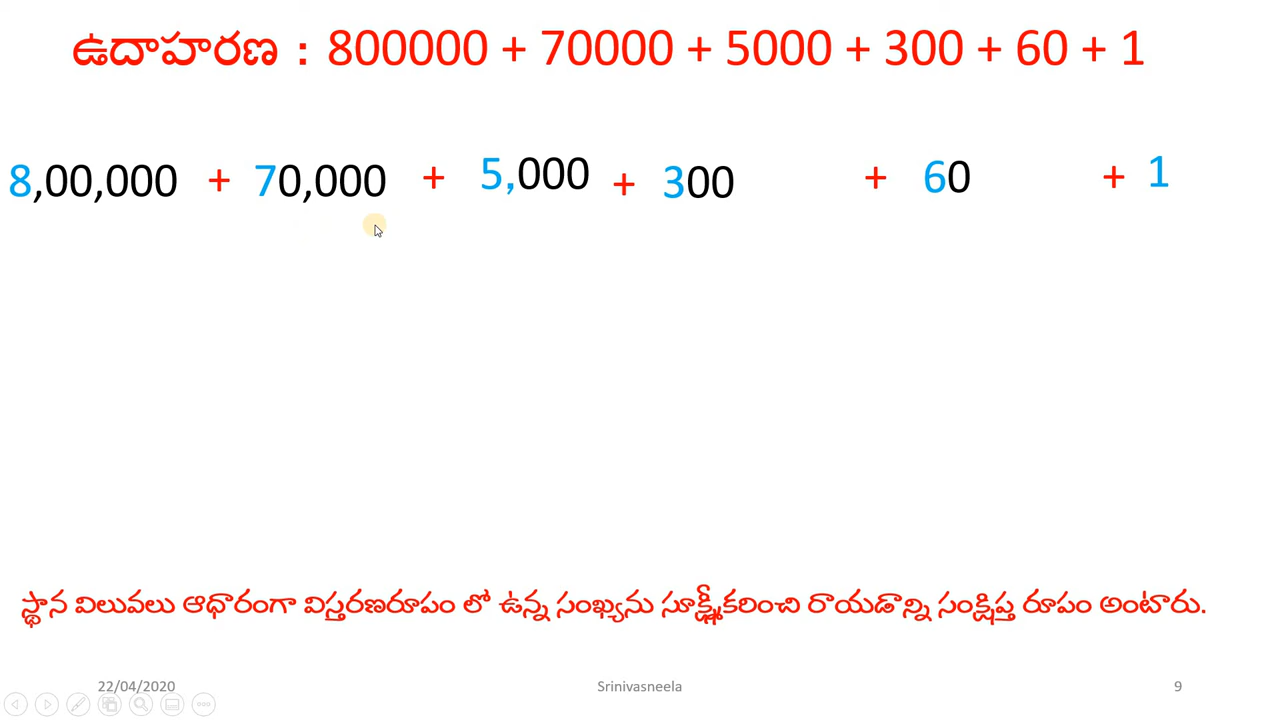 ఉదాహరణ : 800000 + 70000 + 5000 + 300 + 60 + 1
8,00,000 + 70,000 + 5,000 + 300 + 60 + 1
స్థాన విలువలు ఆధారంగా విస్తరణరూపం లో ఉన్న సంఖ్యను సూక్ష్మీకరించి రాయడాన్ని సంక్షిప్త రూపం అంటారు.
22/04/2020 Srinivasneela 9